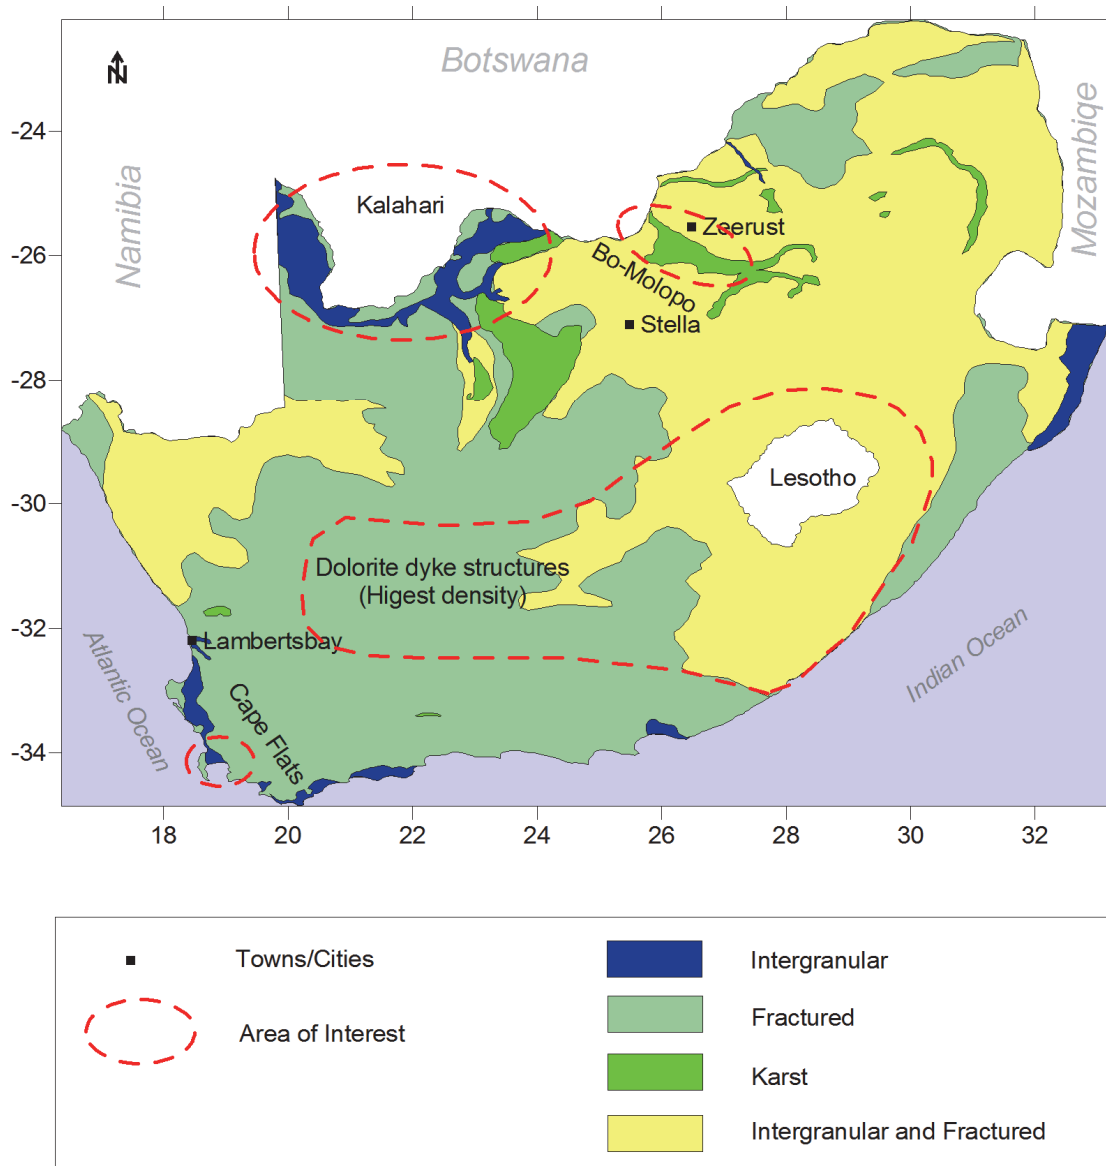 N
Botswana
Namibia
Mozambiqe
Kalahari
Zeerust
Bo-Molopo
Stella
Lesotho
Dolorite dyke structures
(Higest density)
Lambertsbay
Cape Flats
Atlantic Ocean
Indian Ocean
-24
-26
-28
-30
-32
-34
18
20
22
24
26
28
30
32
Towns/Cities
Area of Interest
Intergranular
Fractured
Karst
Intergranular and Fractured